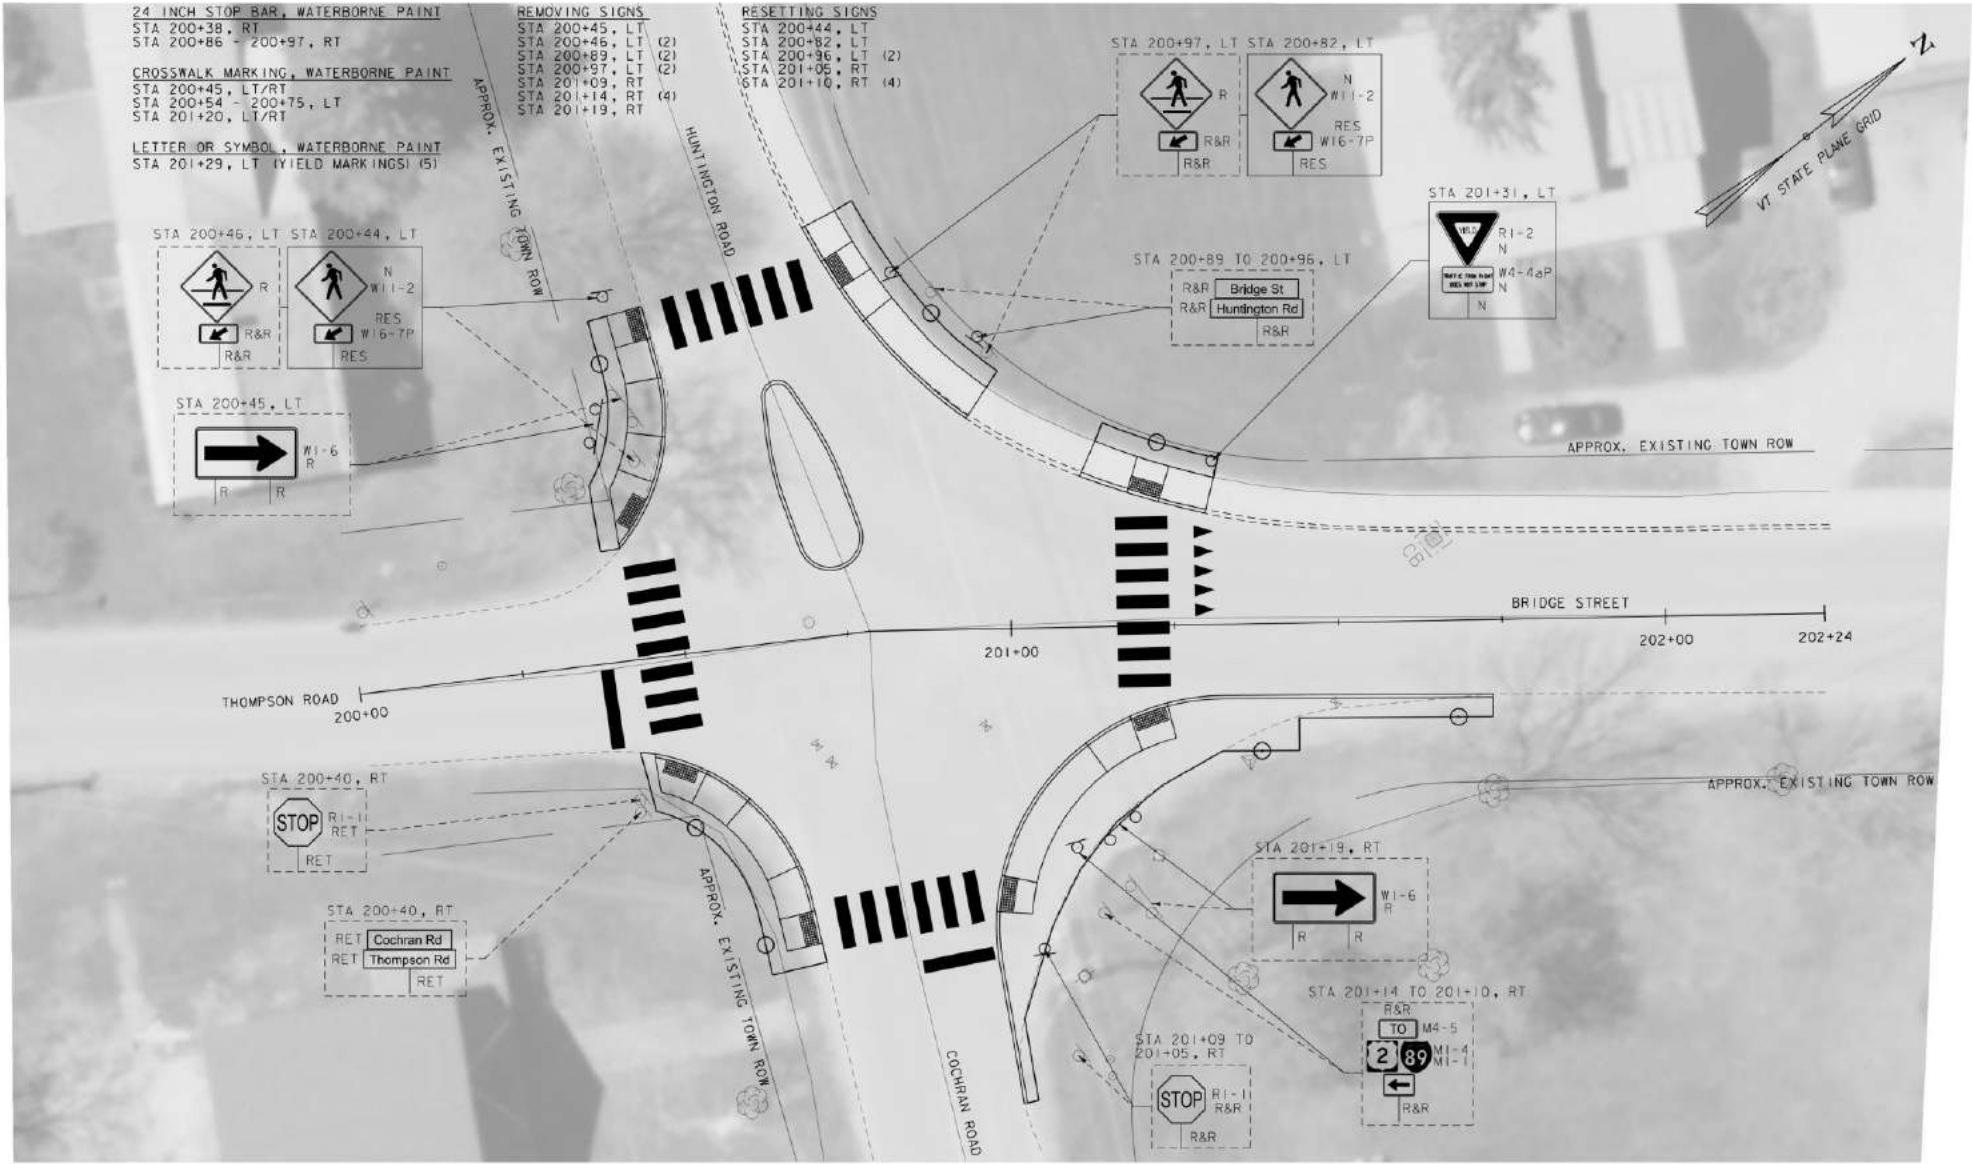 24 INCH STOP BAR, WATERBORNE PAINT
STA 200+38, RT
STA 200+86 - 200+97, RT
CROSSWALK MARKING, WATERBORNE PAINT
STA 200+45, LT/RT
STA 200+54 - 200+75, LT
STA 201+20, LT/RT
LETTER OR SYMBOL, WATERBORNE PAINT
STA 201+29, LT (YIELD MARKINGS) (5)
REMOVING SIGNS
STA 200+45, LT
STA 200+46, LT (2)
STA 200+89, LT (2)
STA 200+97, LT (2)
STA 201+09, RT
STA 201+14, RT (4)
STA 201+19, RT
RESETTING SIGNS
STA 200+44, LT
STA 200+82, LT
STA 200+96, LT (2)
STA 201+05, RT
STA 201+10, RT (4)
APPROX. EXISTING TOWN ROW
HUNTINGTON ROAD
STA 200+97, LT
R
R&R
R&R
STA 200+82, LT
N
W11-2
RES
W16-7P
RES
Z
VT STATE PLANE GRID
STA 201+31, LT
YIELD
R1-2
N
W4-4aP
N
N
STA 200+46, LT
R
R&R
R&R
STA 200+44, LT
N
W11-2
RES
W16-7P
RES
STA 200+89 TO 200+96, LT
R&R Bridge St
R&R Huntington Rd
R&R
STA 200+45, LT
W1-6
R
R R
APPROX. EXISTING TOWN ROW
BRIDGE STREET
201+00
202+00
202+24
THOMPSON ROAD
200+00
STA 200+40, RT
STOP
R1-1
RET
RET
APPROX. EXISTING TOWN ROW
STA 200+40, RT
RET Cochran Rd
RET Thompson Rd
RET
APPROX. EXISTING TOWN ROW
STA 201+19, RT
W1-6
R
R R
STA 201+14 TO 201+10, RT
R&R
TO M4-5
2 89 M1-4
M1-1
R&R
STA 201+09 TO
201+05, RT
STOP
R1-1
R&R
R&R
COCHRAN ROAD